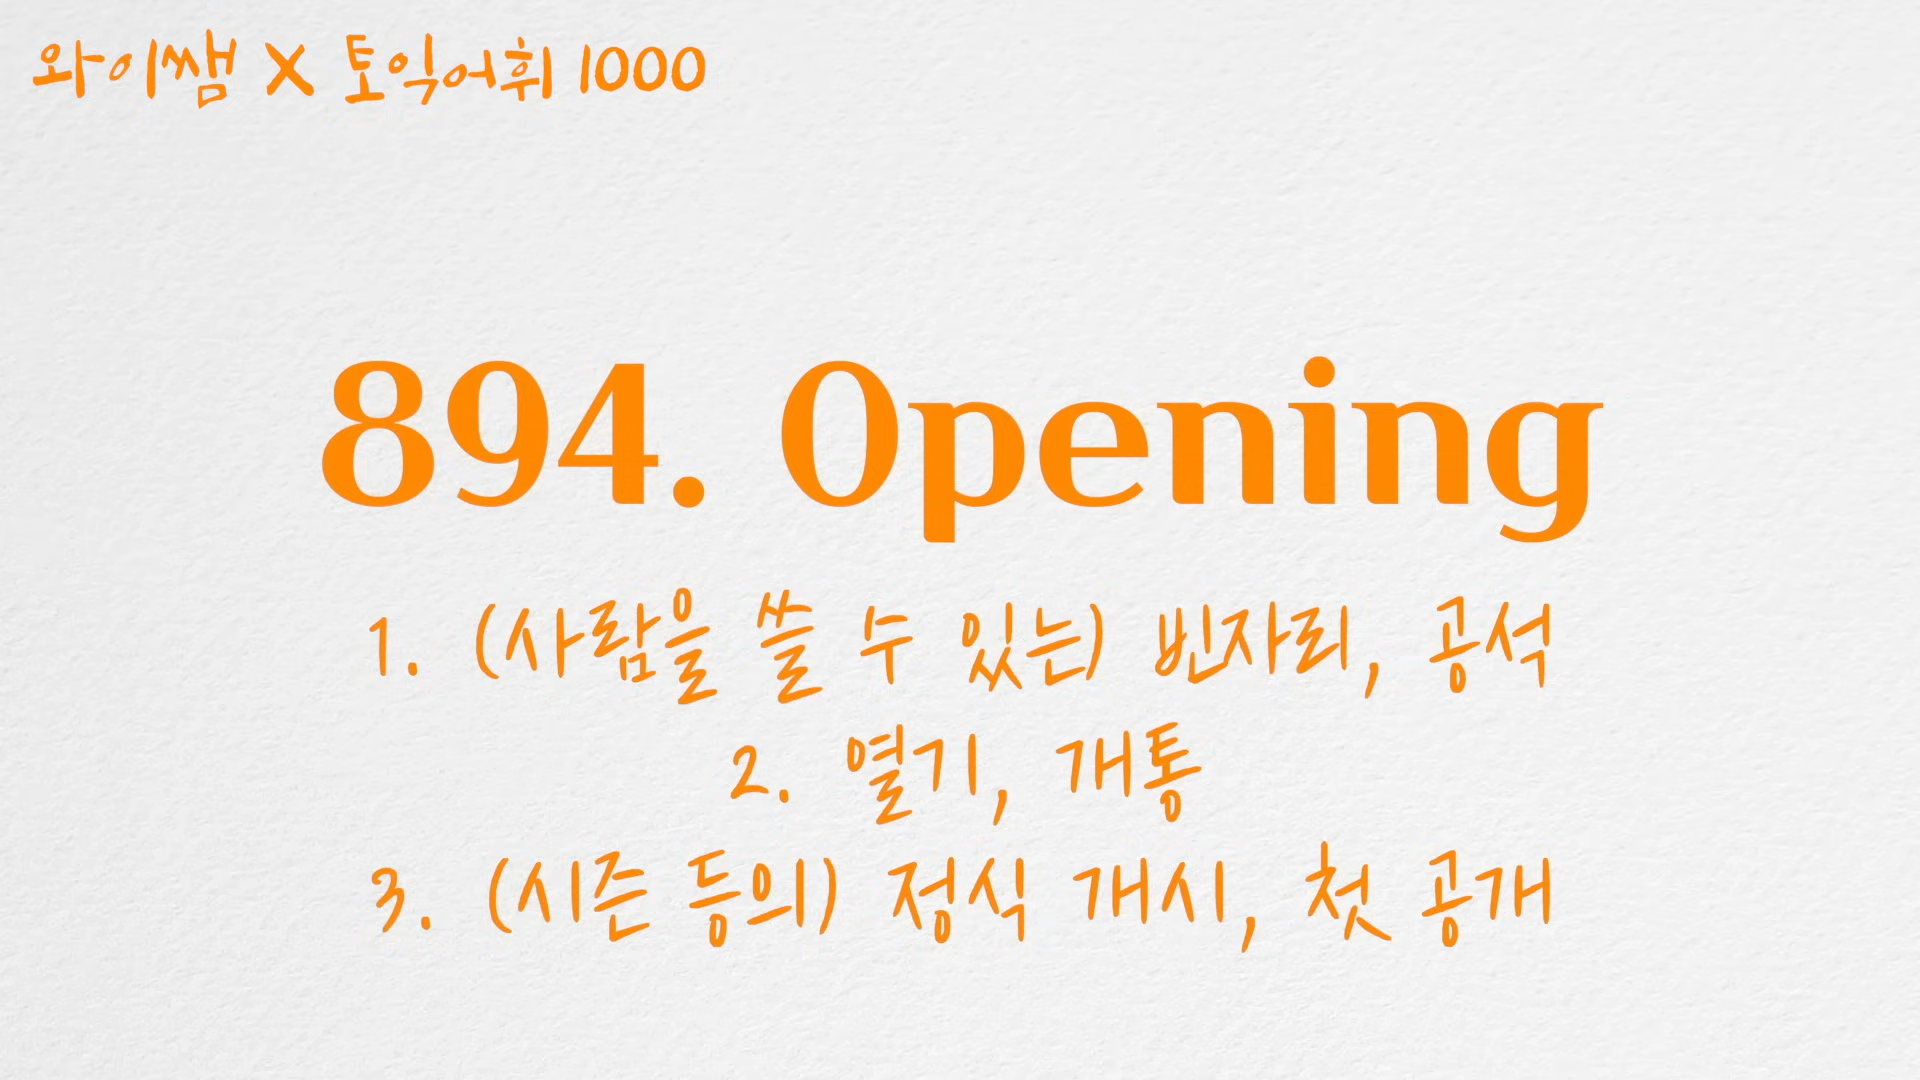 와이쌤 X 토익어휘 1000
894. Opening
1. (사람을 쓸 수 있는) 빈자리, 공석
2. 열기, 개통
3. (시즌 등의) 정식 개시, 첫 공개